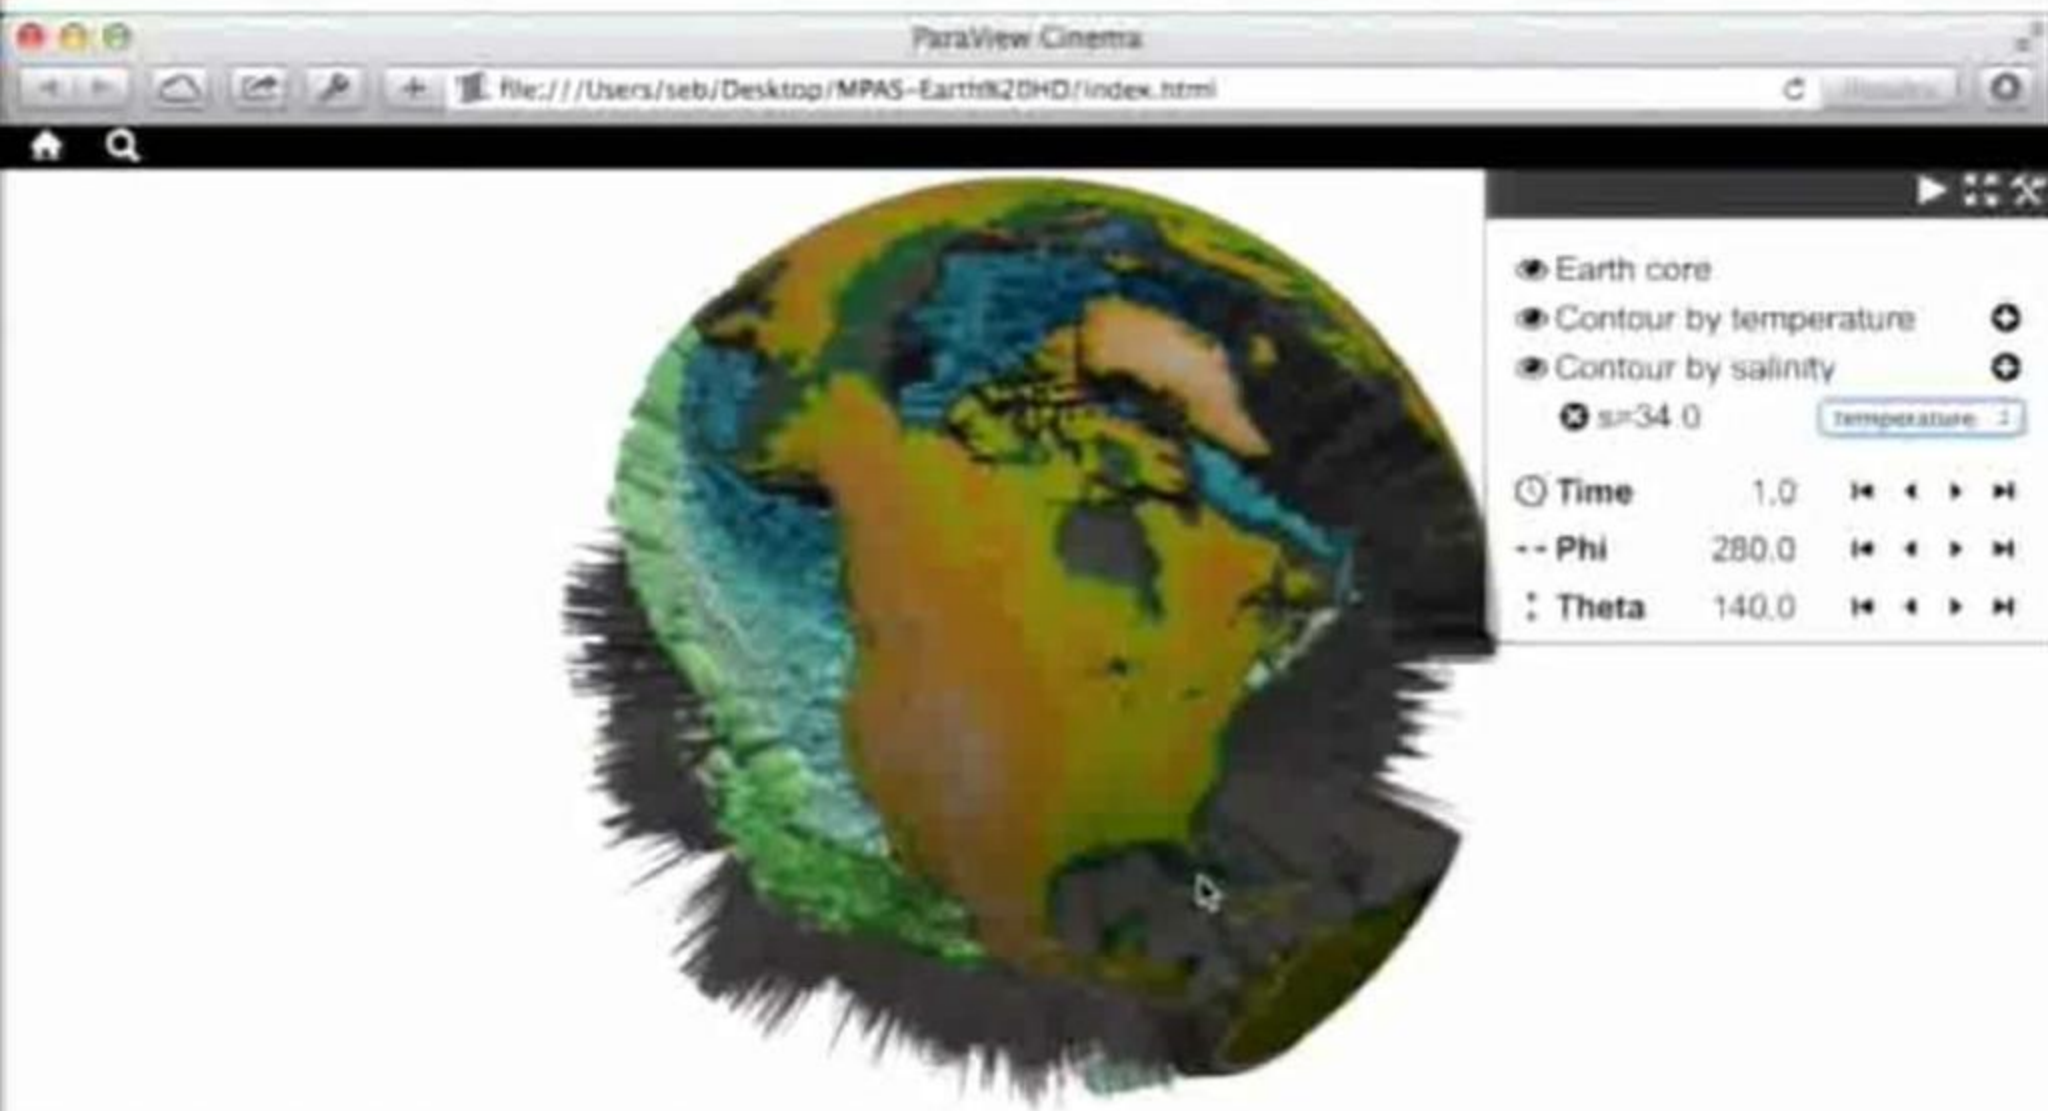 ParaView Cinema
file:///Users/seb/Desktop/MPAS-Earth%20HD/index.html
Earth core
Contour by temperature
Contour by salinity
s=34.0 temperature
Time 1.0
Phi 280.0
Theta 140.0